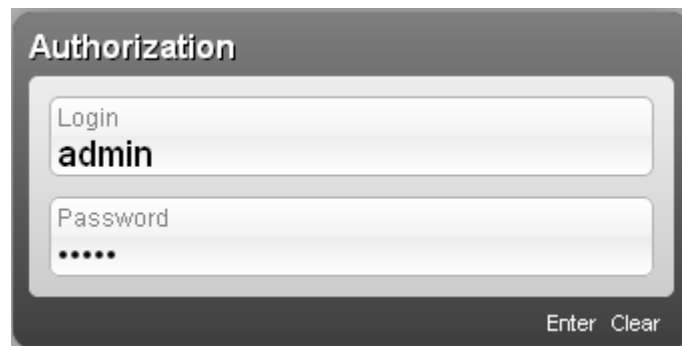 Authorization
Login
admin
Password
•••••
Enter Clear